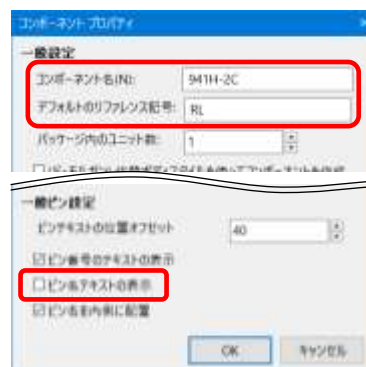 コンポーネント プロパティ
一般設定
コンポーネント名(N): 941H-2C
デフォルトのリファレンス記号: RL
パッケージ内のユニット数: 1
一般ピン設定
ピンテキストの位置オフセット 40
ピン番号のテキストの表示
ピン名テキストの表示
ピン名を内側に配置
OK キャンセル